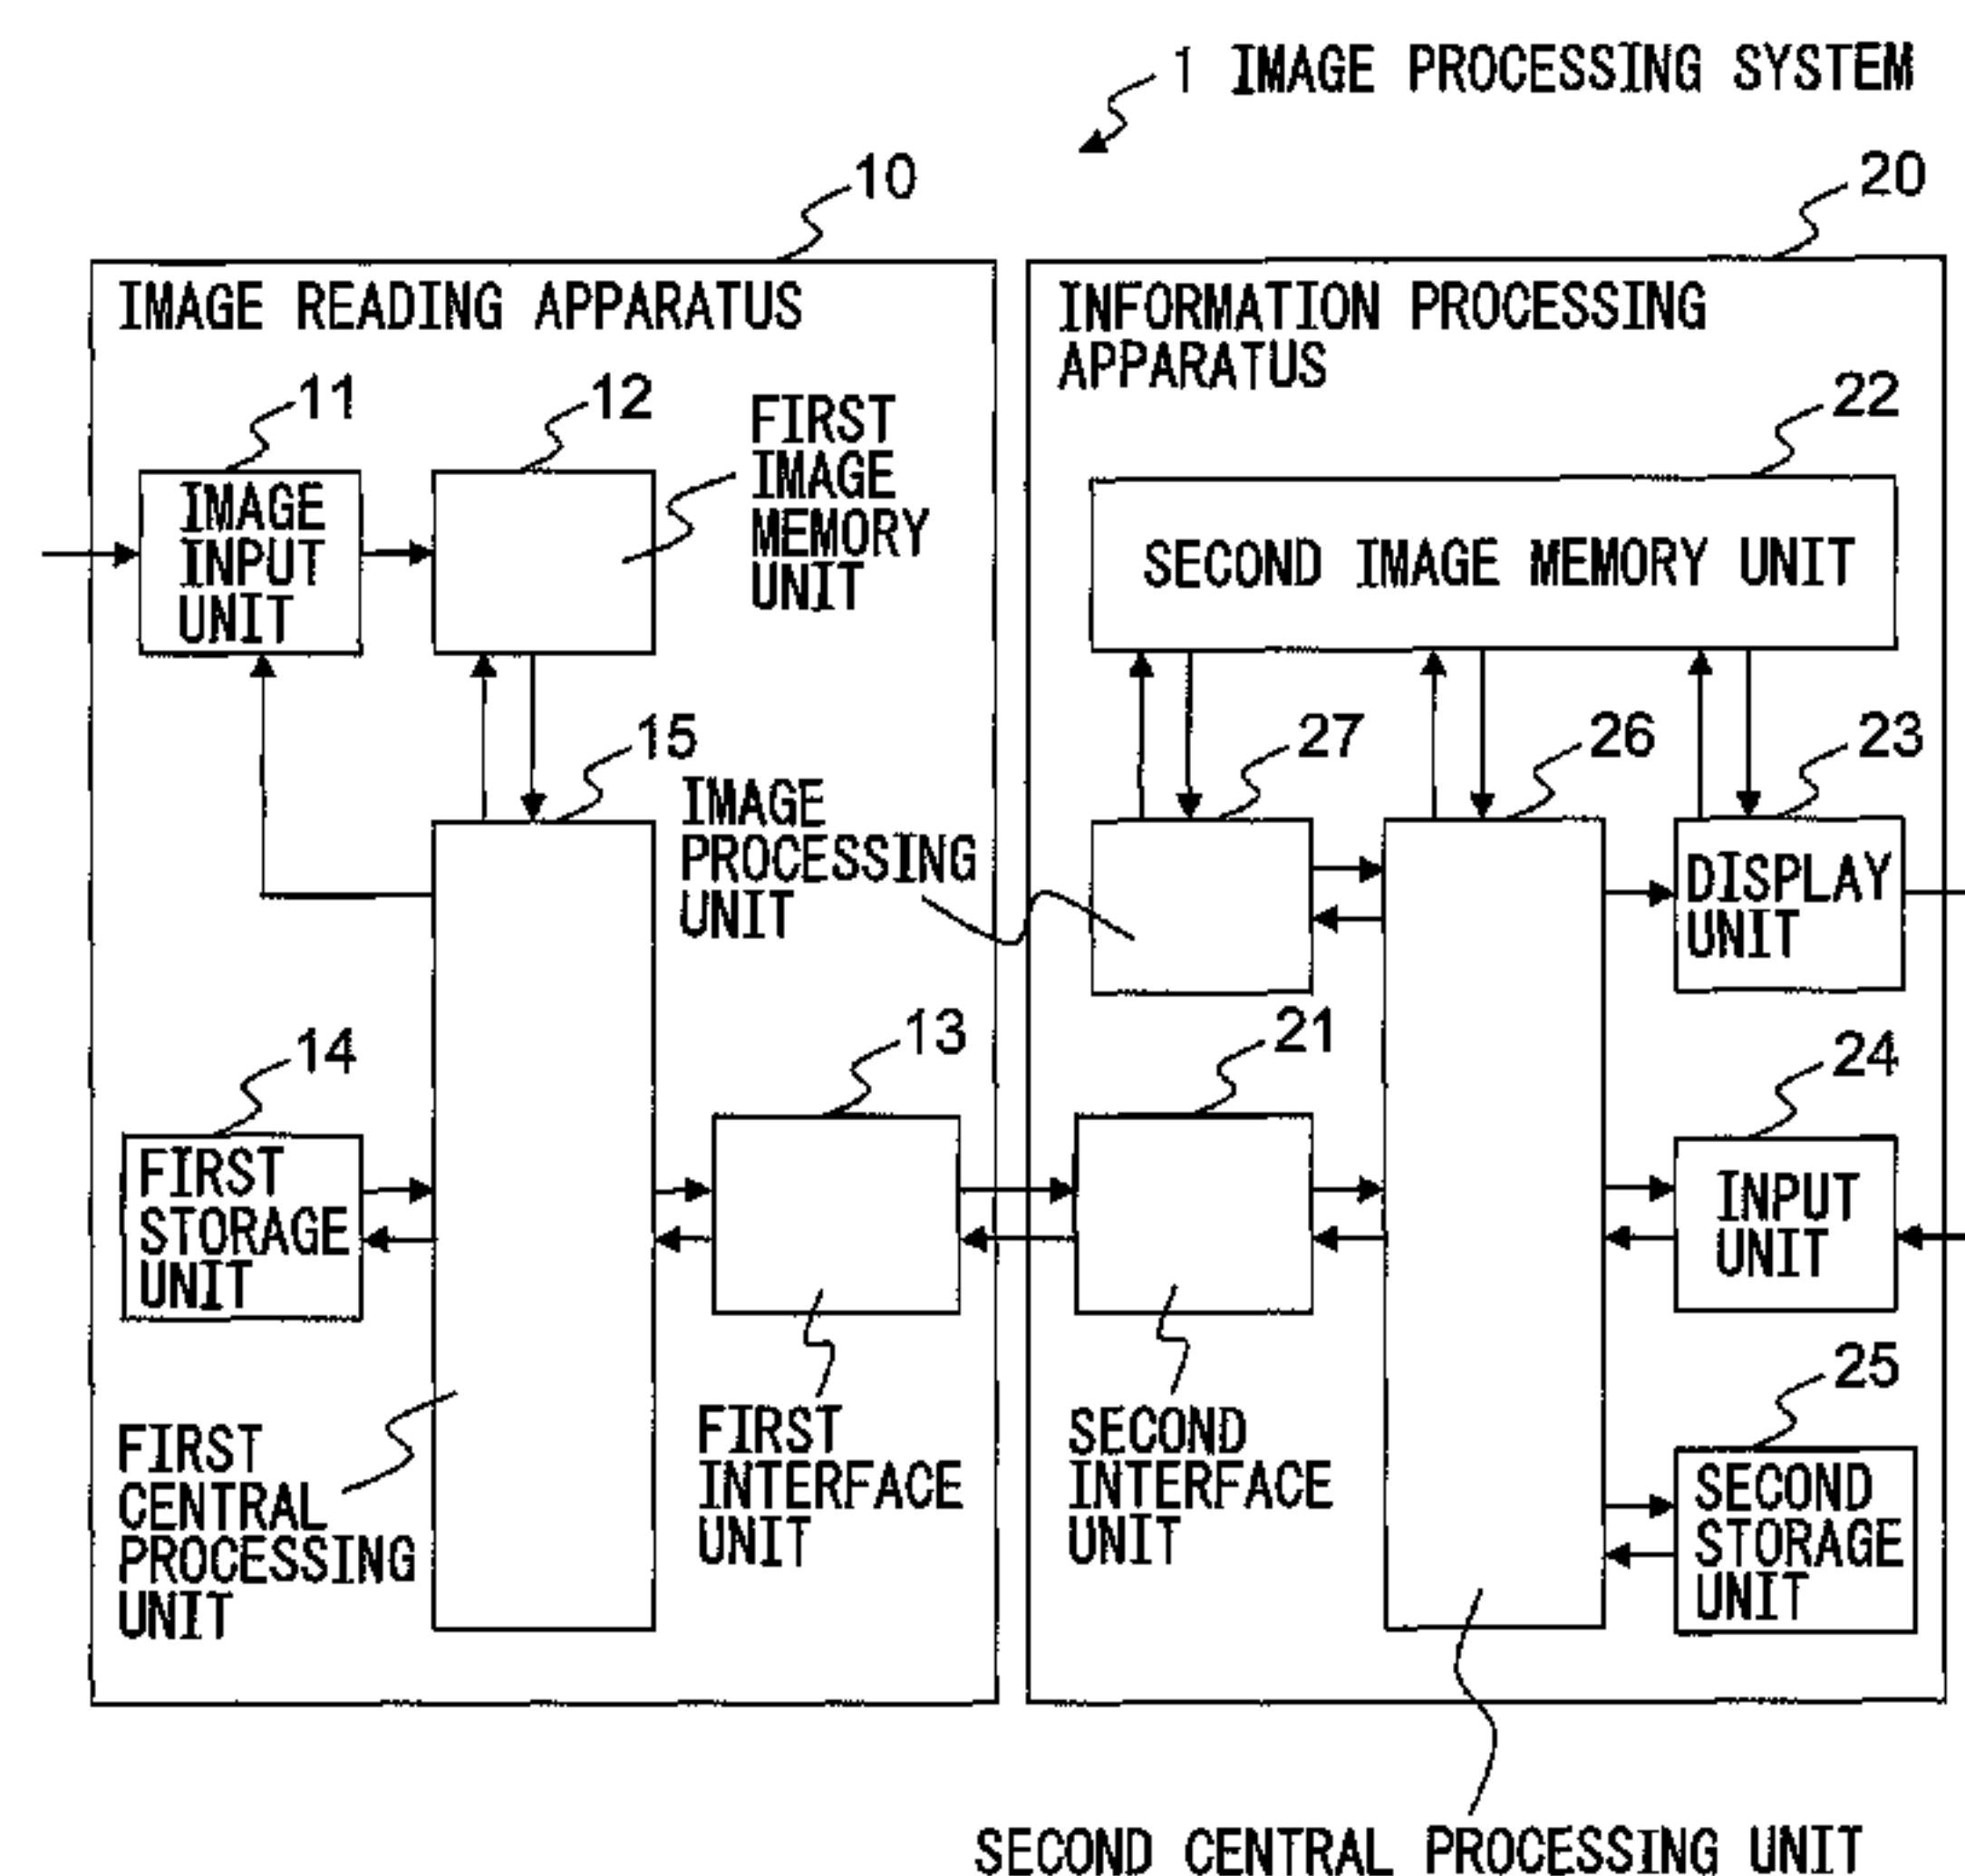 1 IMAGE PROCESSING SYSTEM
10
20
IMAGE READING APPARATUS
11
12
FIRST
IMAGE
MEMORY
UNIT
IMAGE
INPUT
UNIT
15
14
FIRST
STORAGE
UNIT
13
FIRST
CENTRAL
PROCESSING
UNIT
FIRST
INTERFACE
UNIT
INFORMATION PROCESSING
APPARATUS
22
SECOND IMAGE MEMORY UNIT
27
26
23
IMAGE
PROCESSING
UNIT
DISPLAY
UNIT
21
24
INPUT
UNIT
25
SECOND
INTERFACE
UNIT
SECOND
STORAGE
UNIT
SECOND CENTRAL PROCESSING UNIT